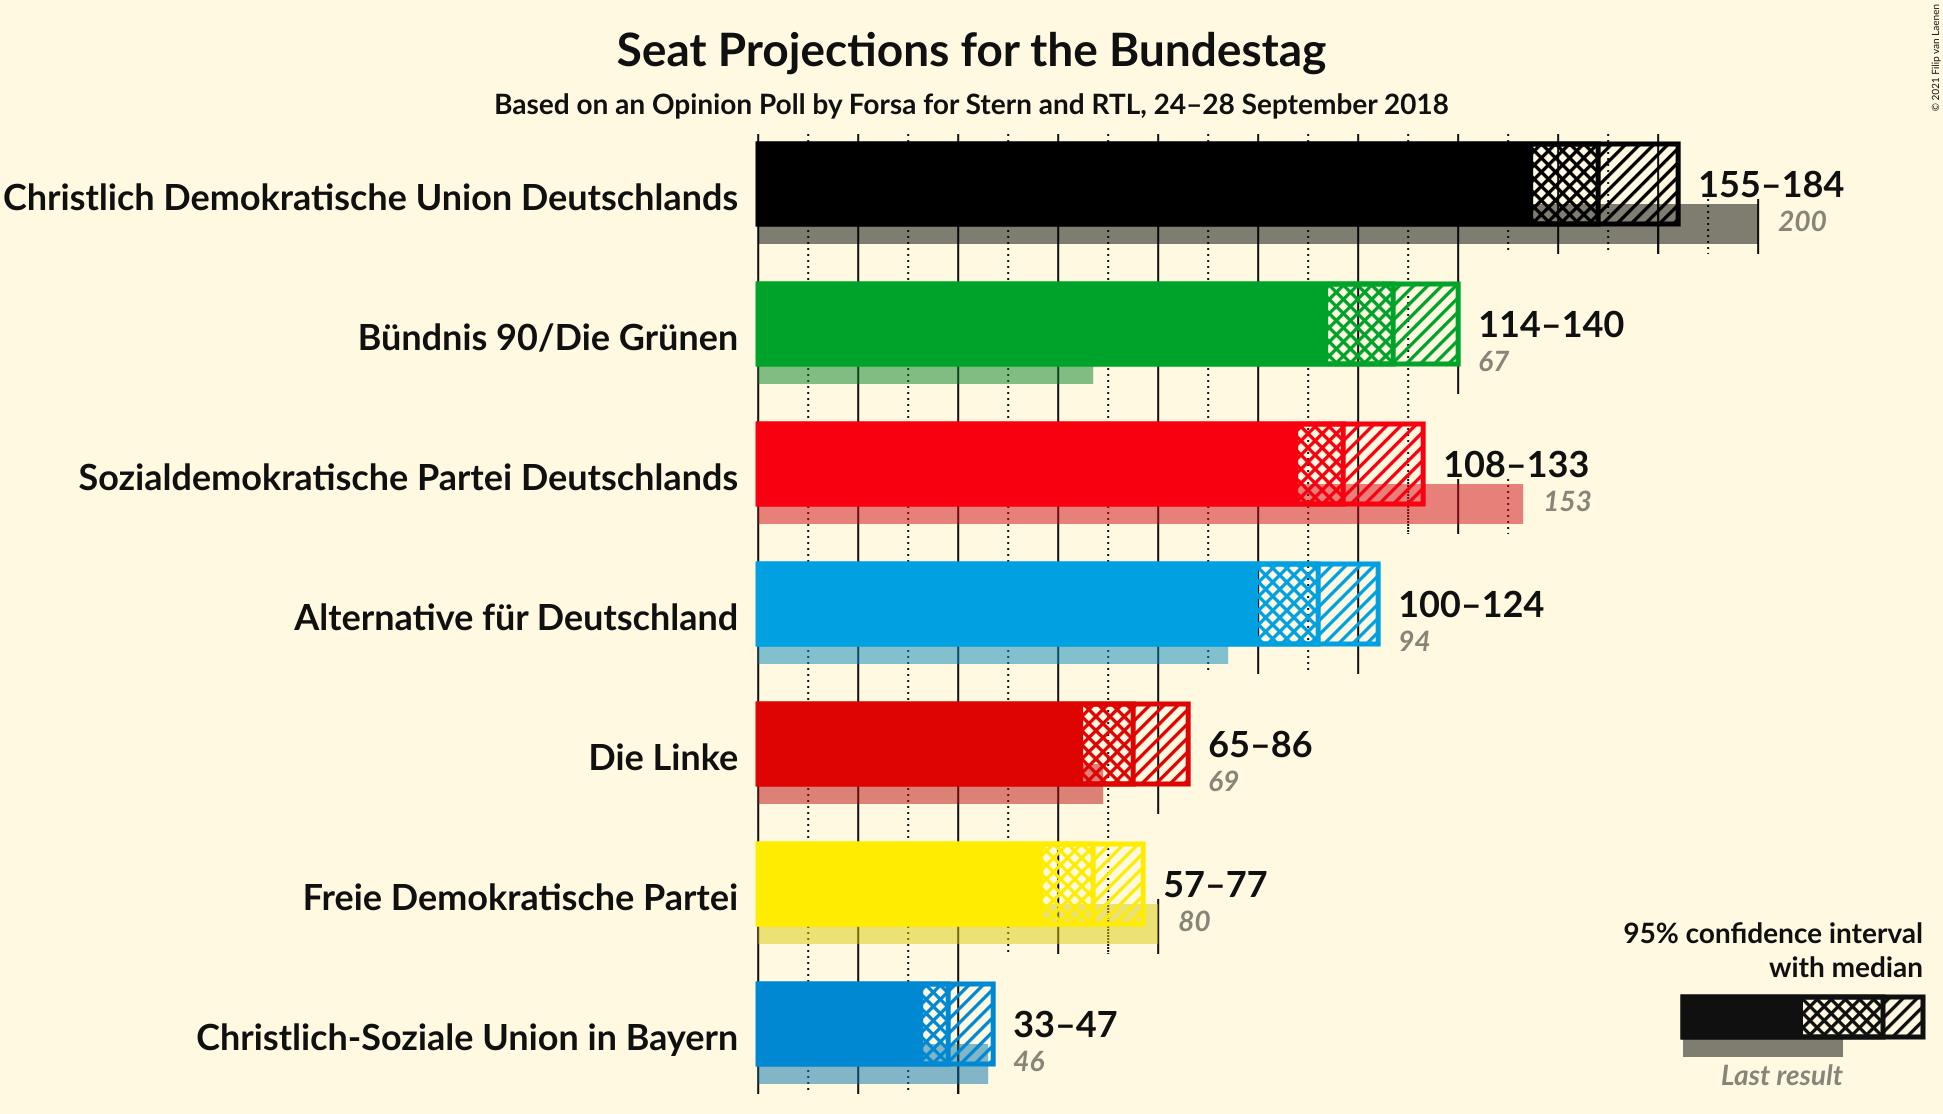 Seat Projections for the Bundestag
Based on an Opinion Poll by Forsa for Stern and RTL, 24–28 September 2018
© 2021 Filip van Laenen
Christlich Demokratische Union Deutschlands
155–184
200
Bündnis 90/Die Grünen
114–140
67
Sozialdemokratische Partei Deutschlands
108–133
153
Alternative für Deutschland
100–124
94
Die Linke
65–86
69
Freie Demokratische Partei
57–77
80
Christlich-Soziale Union in Bayern
33–47
46
95% confidence interval
with median
Last result